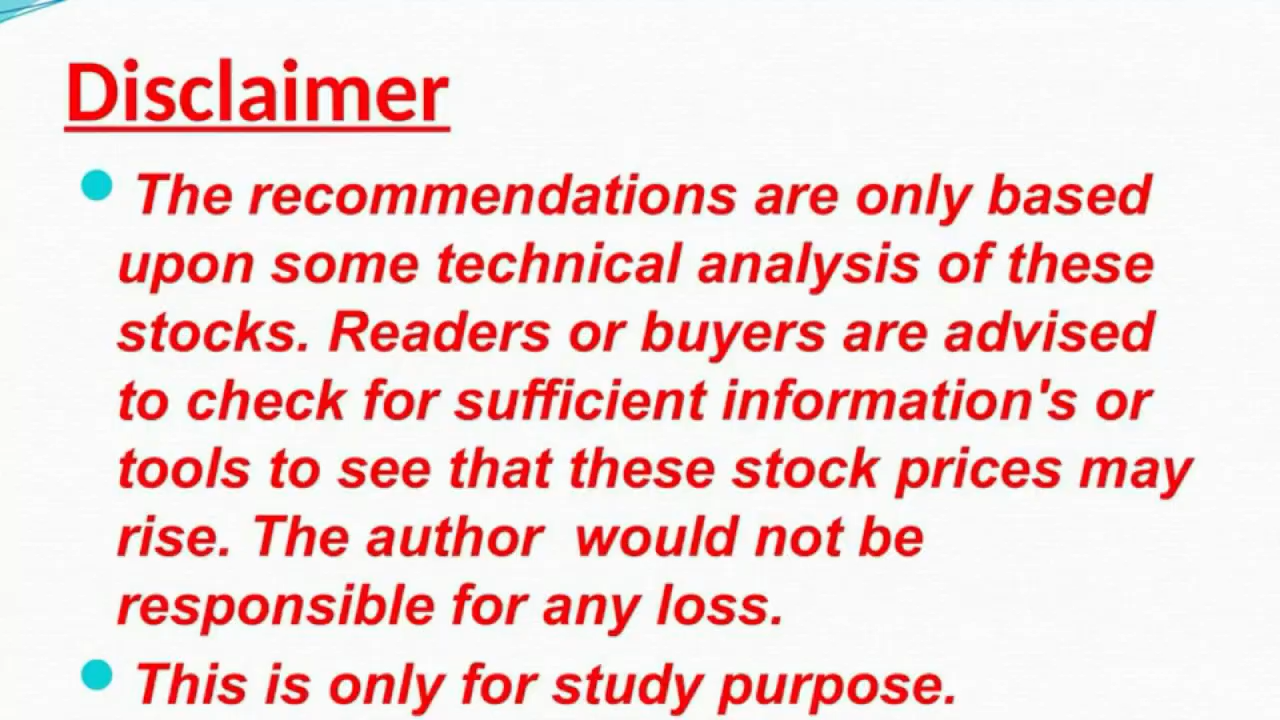 Disclaimer
The recommendations are only based
upon some technical analysis of these
stocks. Readers or buyers are advised
to check for sufficient information's or
tools to see that these stock prices may
rise. The author  would not be
responsible for any loss.
This is only for study purpose.